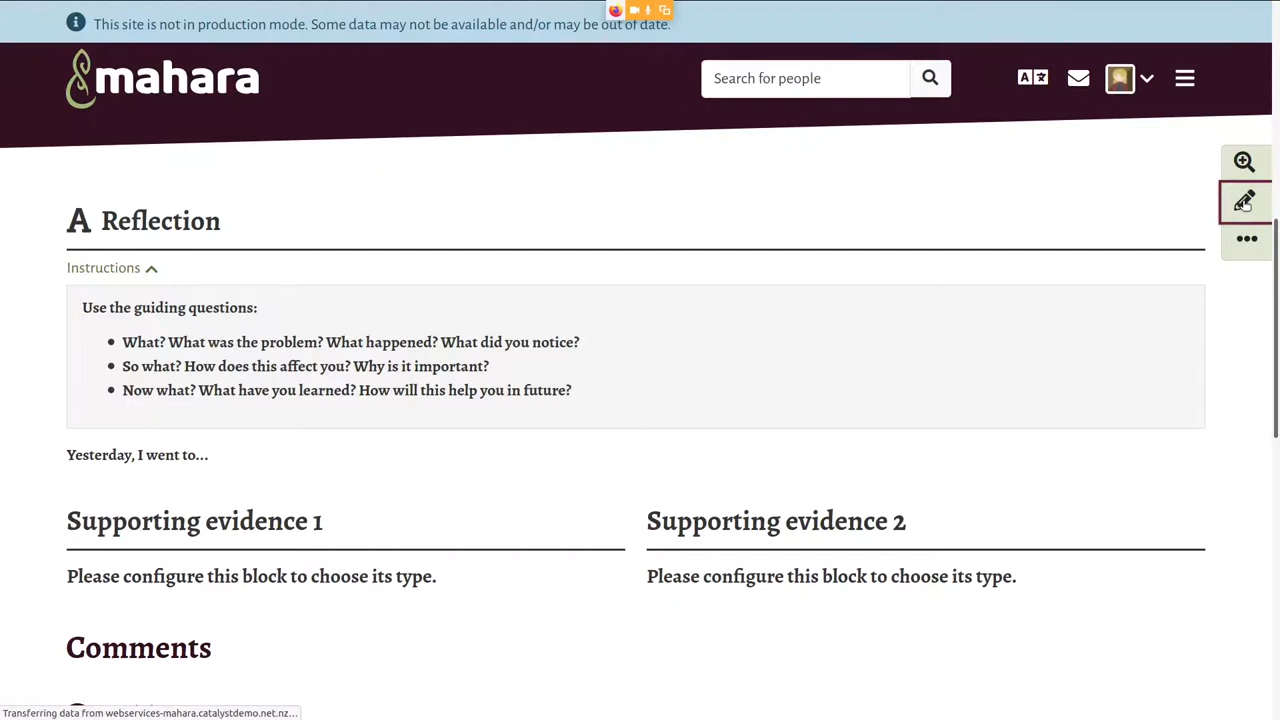 This site is not in production mode. Some data may not be available and/or may be out of date.
mahara
Search for people
A
A Reflection
Instructions
Use the guiding questions:
• What? What was the problem? What happened? What did you notice?
• So what? How does this affect you? Why is it important?
• Now what? What have you learned? How will this help you in future?
Yesterday, I went to...
Supporting evidence 1
Supporting evidence 2
Please configure this block to choose its type.
Please configure this block to choose its type.
Comments
Transferring data from webservices-mahara.catalystdemo.net.nz...